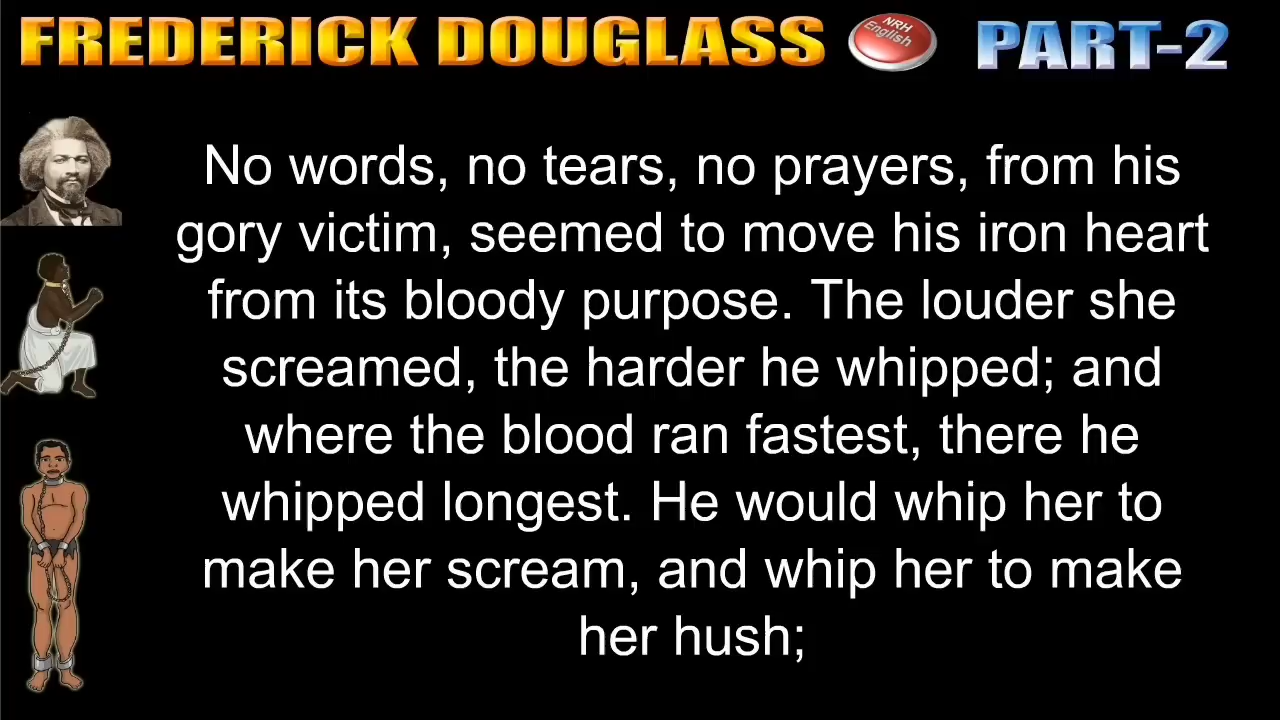 FREDERICK DOUGLASS
NRH
English
PART-2
No words, no tears, no prayers, from his
gory victim, seemed to move his iron heart
from its bloody purpose. The louder she
screamed, the harder he whipped; and
where the blood ran fastest, there he
whipped longest. He would whip her to
make her scream, and whip her to make
her hush;